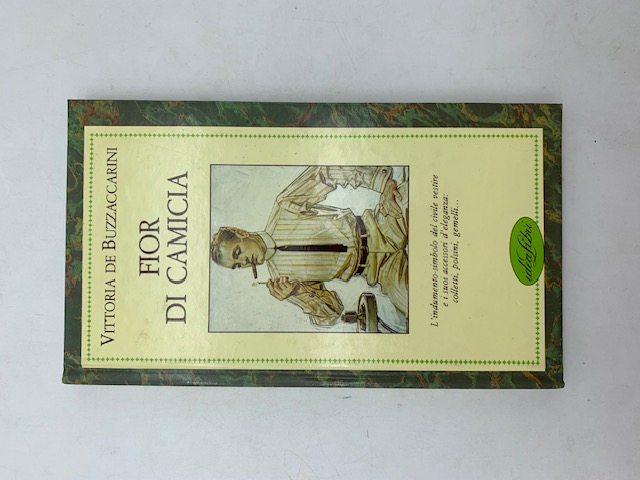 VITTORIA DE BUZZACCARINI
FIOR
DI CAMICIA
L'indumento-simbolo del civile vestire
e i suoi accessori d'eleganza:
colletti, polsini, gemelli...
idealibri